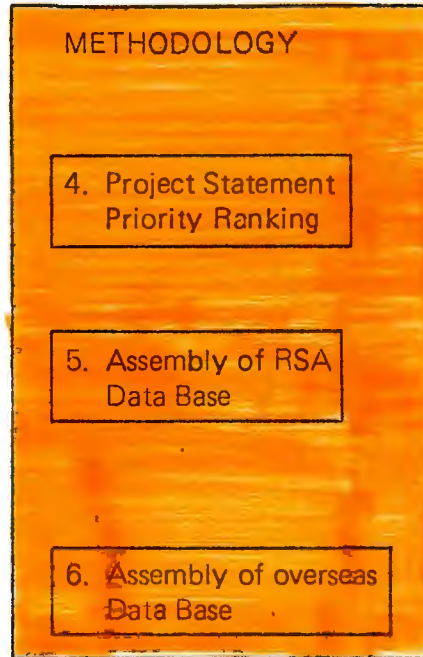 METHODOLOGY
4. Project Statement
Priority Ranking
5. Assembly of RSA
Data Base
6. Assembly of overseas
Data Base